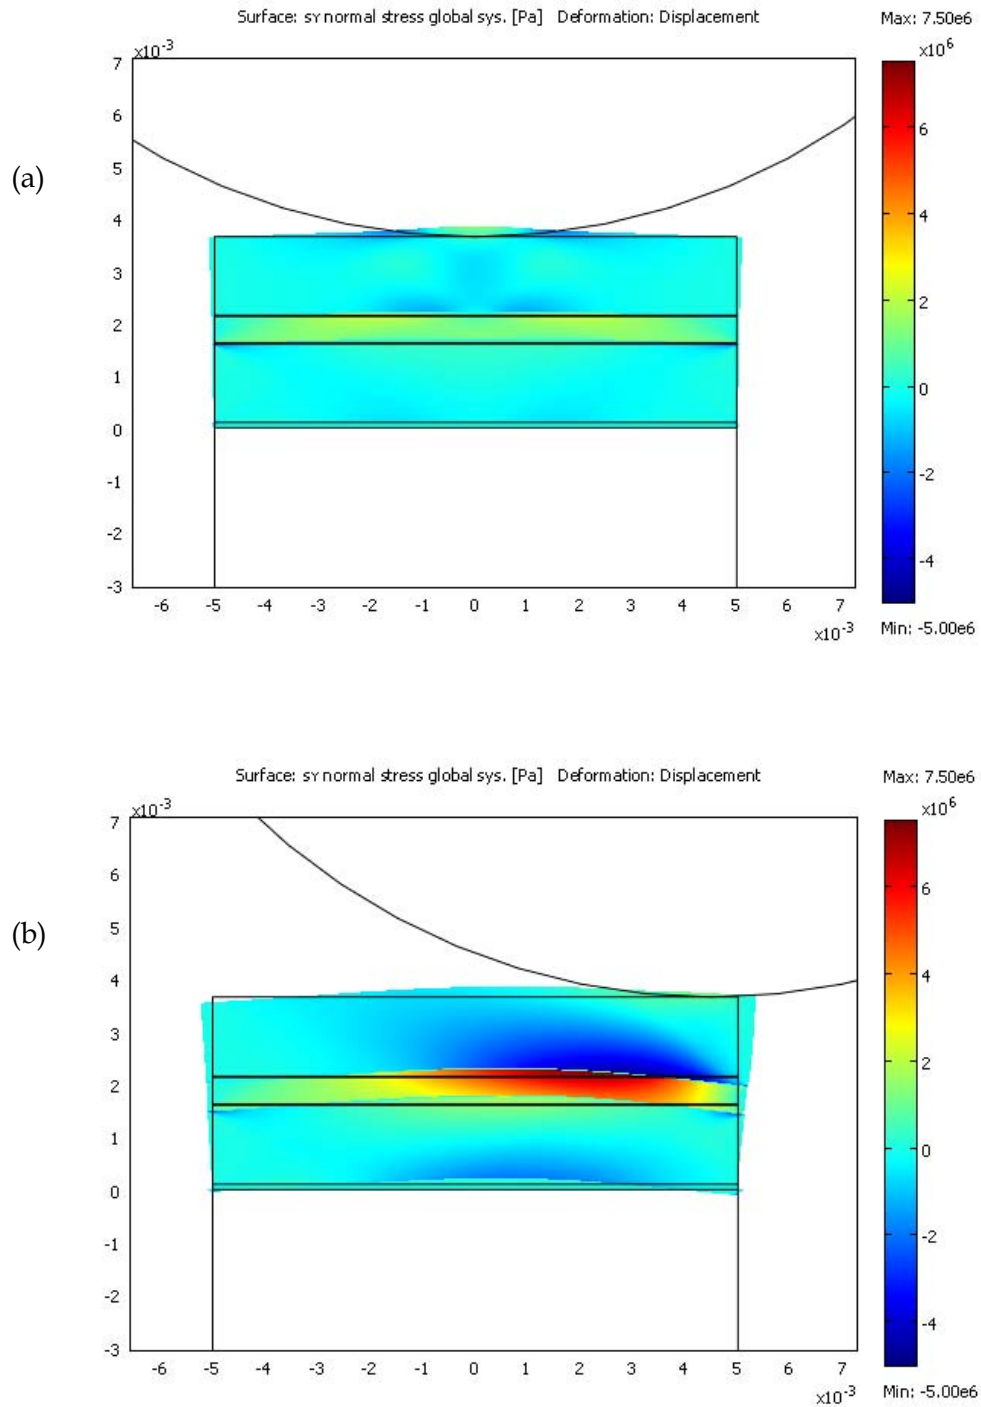 Surface: sy normal stress global sys. [Pa] Deformation: Displacement Max: 7.50e6
x10-3 x10^6
7
6
5
4
3
2
1
0
-1
-2
-3
-6 -5 -4 -3 -2 -1 0 1 2 3 4 5 6 7
x10-3
6
4
2
0
-2
-4
Min: -5.00e6
(a)
Surface: sy normal stress global sys. [Pa] Deformation: Displacement Max: 7.50e6
x10-3 x10^6
7
6
5
4
3
2
1
0
-1
-2
-3
-6 -5 -4 -3 -2 -1 0 1 2 3 4 5 6 7
x10-3
6
4
2
0
-2
-4
Min: -5.00e6
(b)